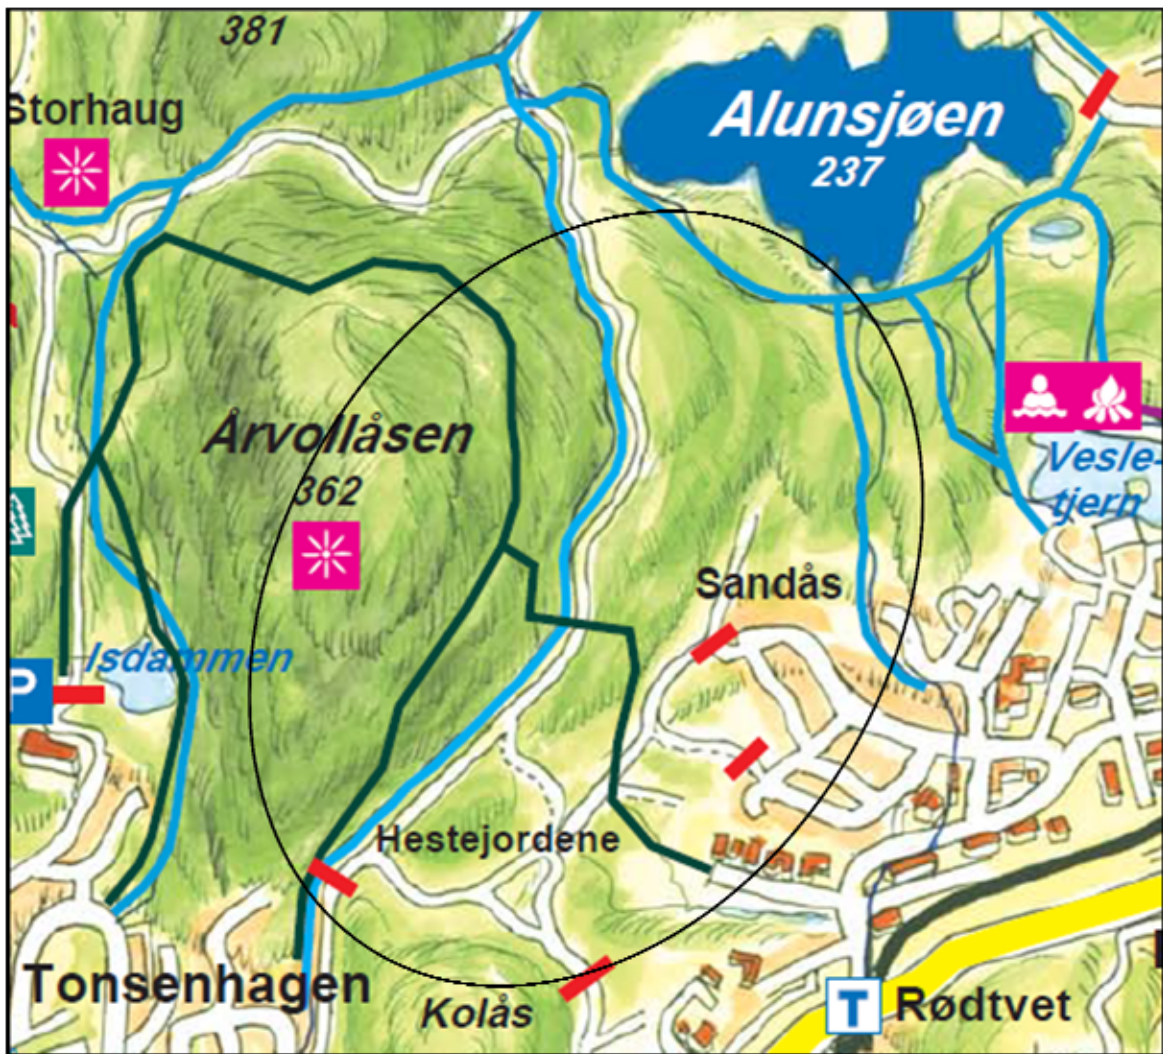 381
Storhaug
Alunsjøen
237
Årvollåsen
362
Vesle-
tjern
Sandås
Isdammen
P
Hestejordene
Tonsenhagen
Kolås
T
Rødtvet